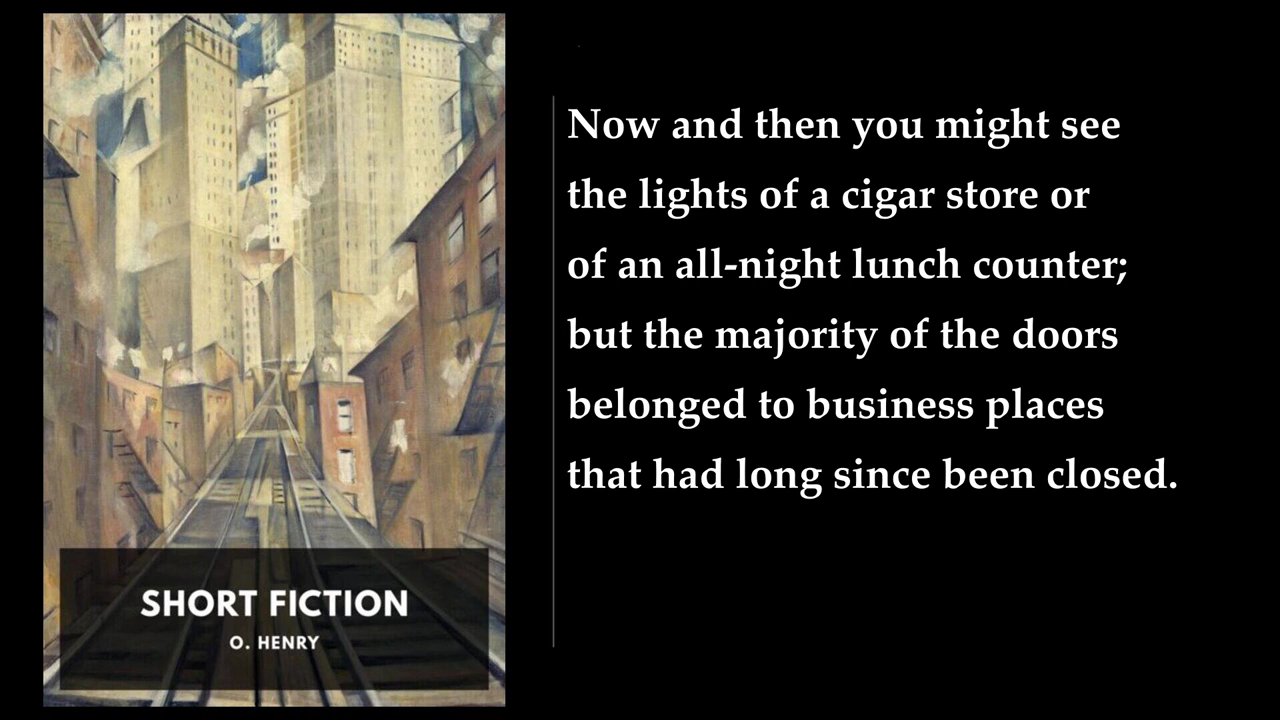 SHORT FICTION
O. HENRY
Now and then you might see
the lights of a cigar store or
of an all-night lunch counter;
but the majority of the doors
belonged to business places
that had long since been closed.